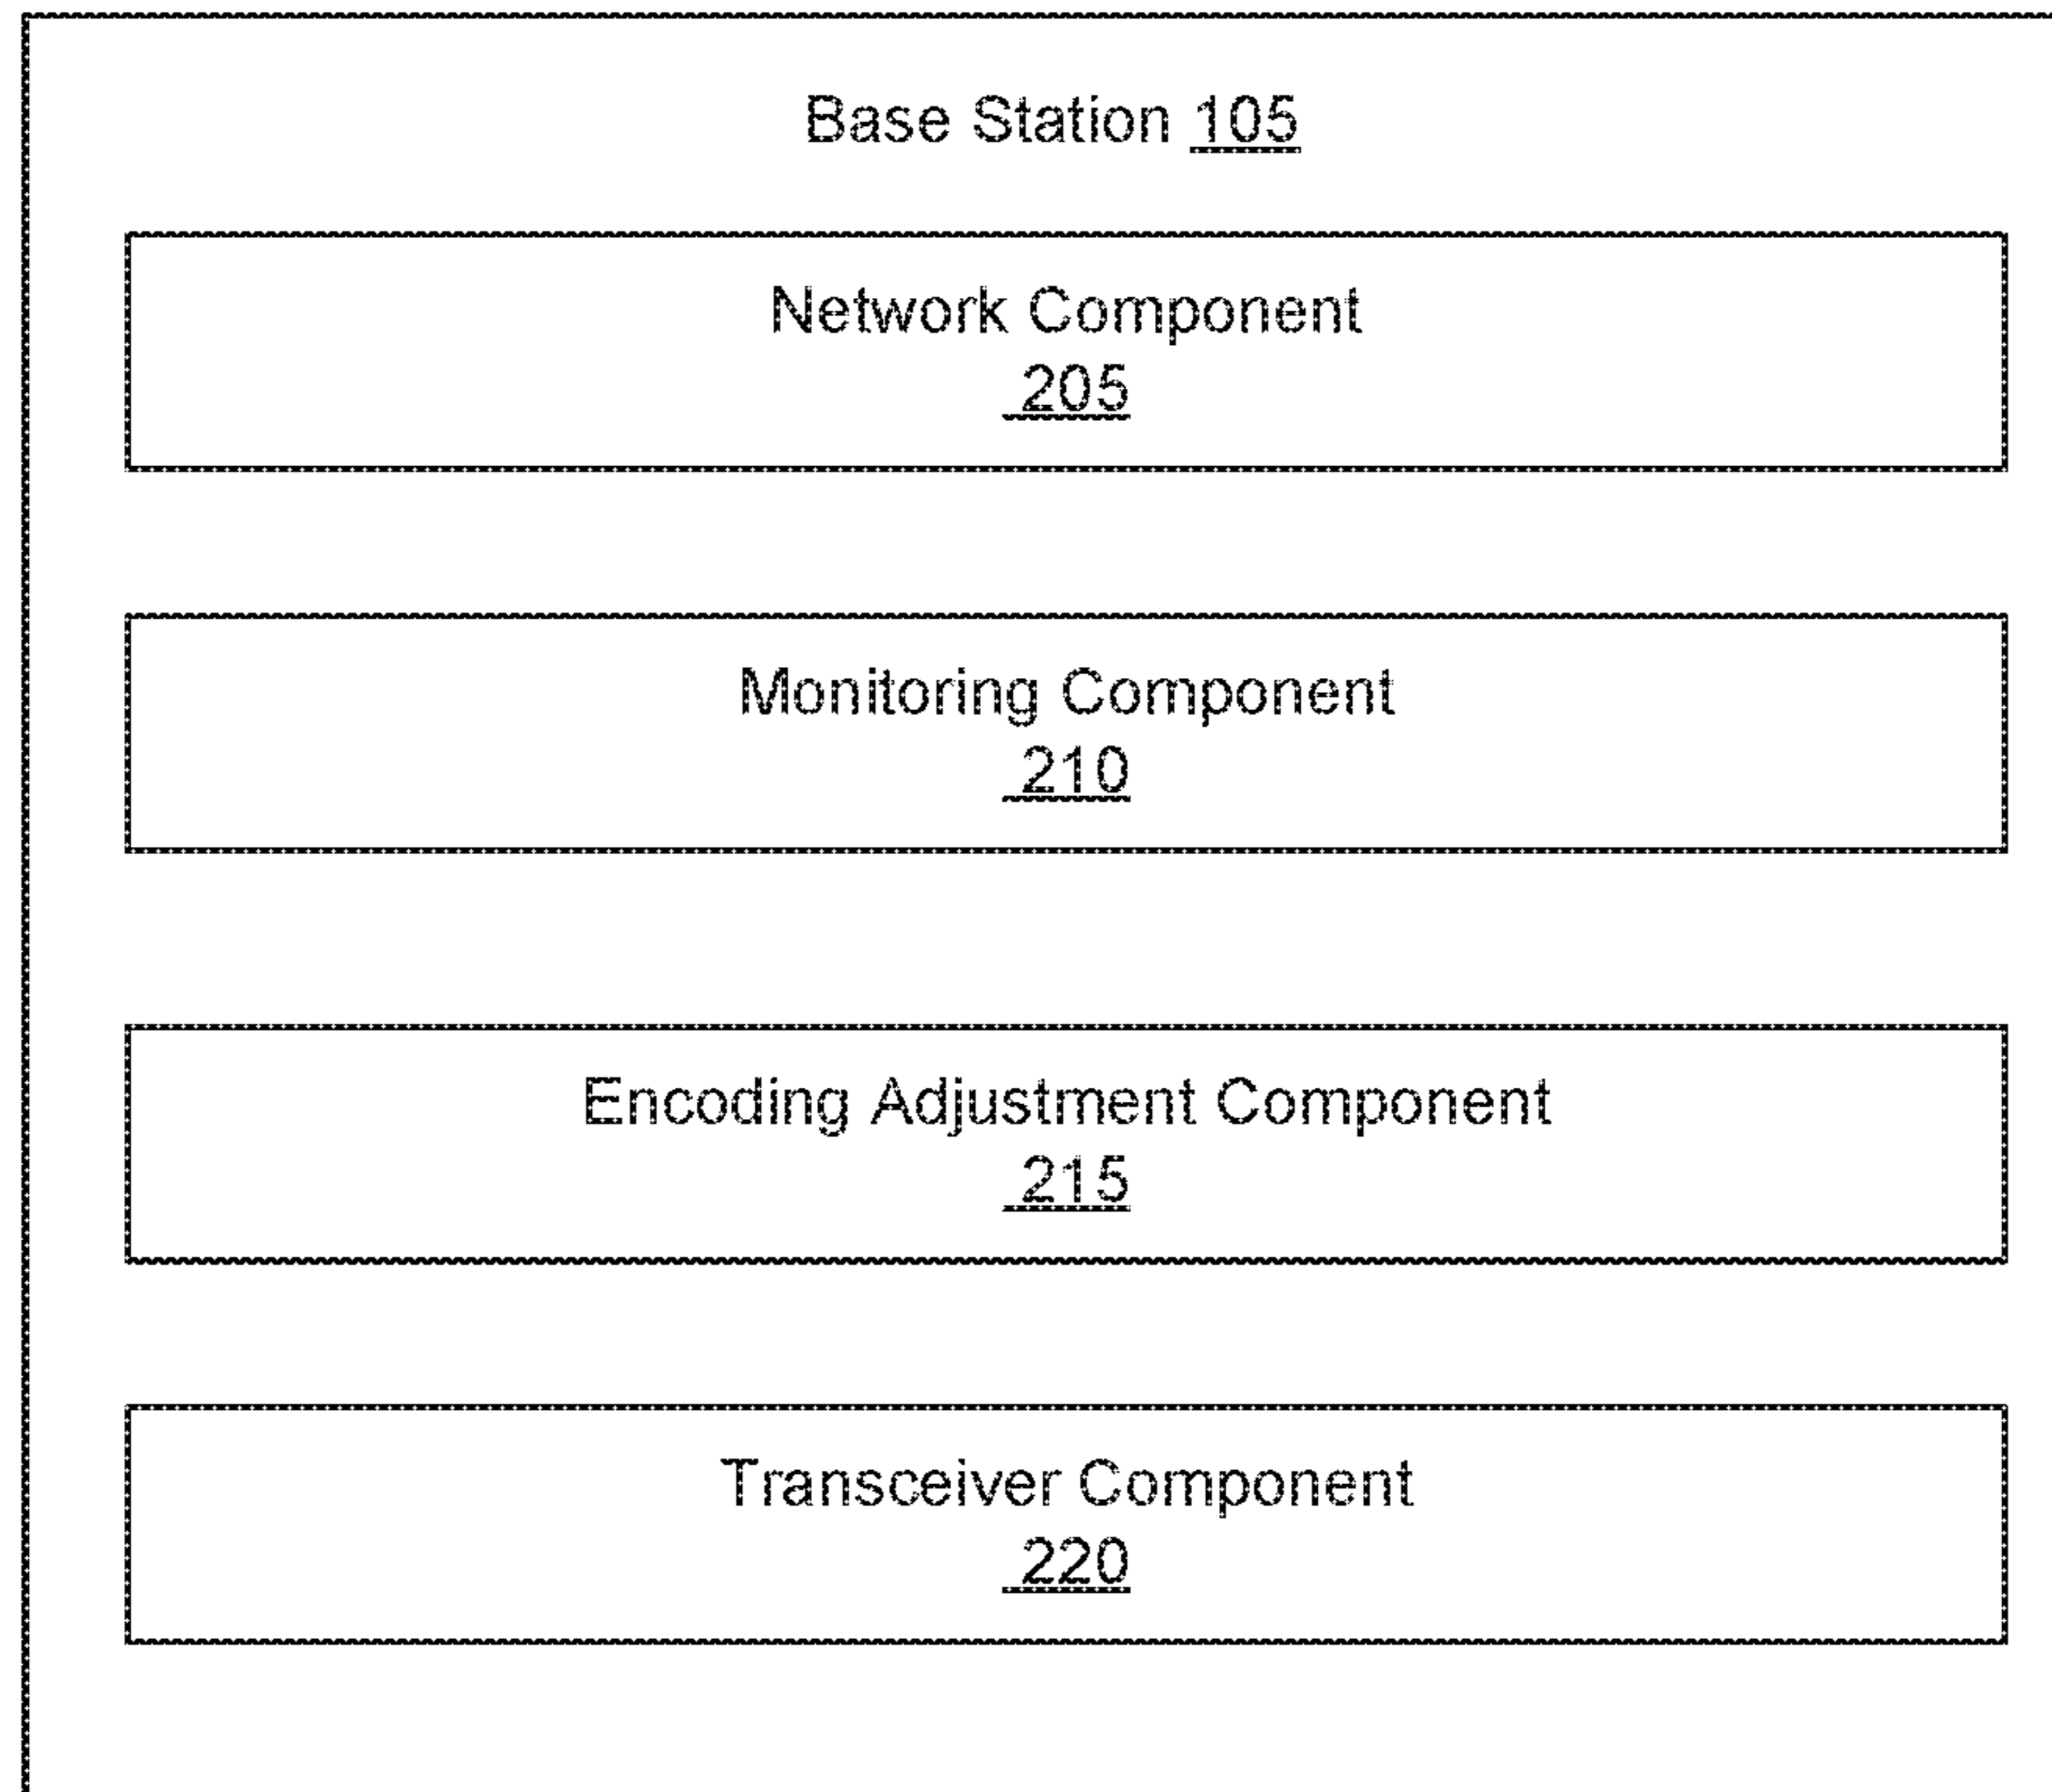 Base Station 105
Network Component
205
Monitoring Component
210
Encoding Adjustment Component
215
Transceiver Component
220